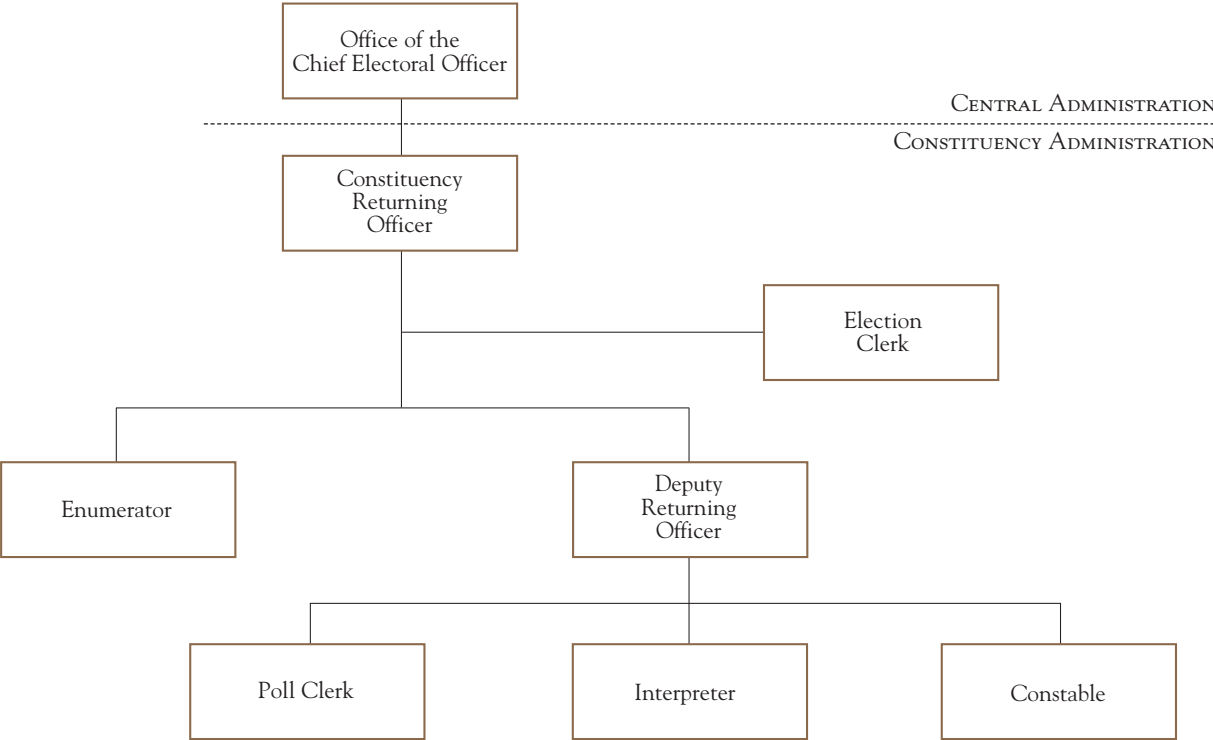 Office of the
Chief Electoral Officer
Central Administration
Constituency Administration
Constituency
Returning
Officer
Election
Clerk
Enumerator
Deputy
Returning
Officer
Poll Clerk
Interpreter
Constable